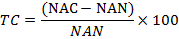 TC = (NAC − NAN) / NAN × 100